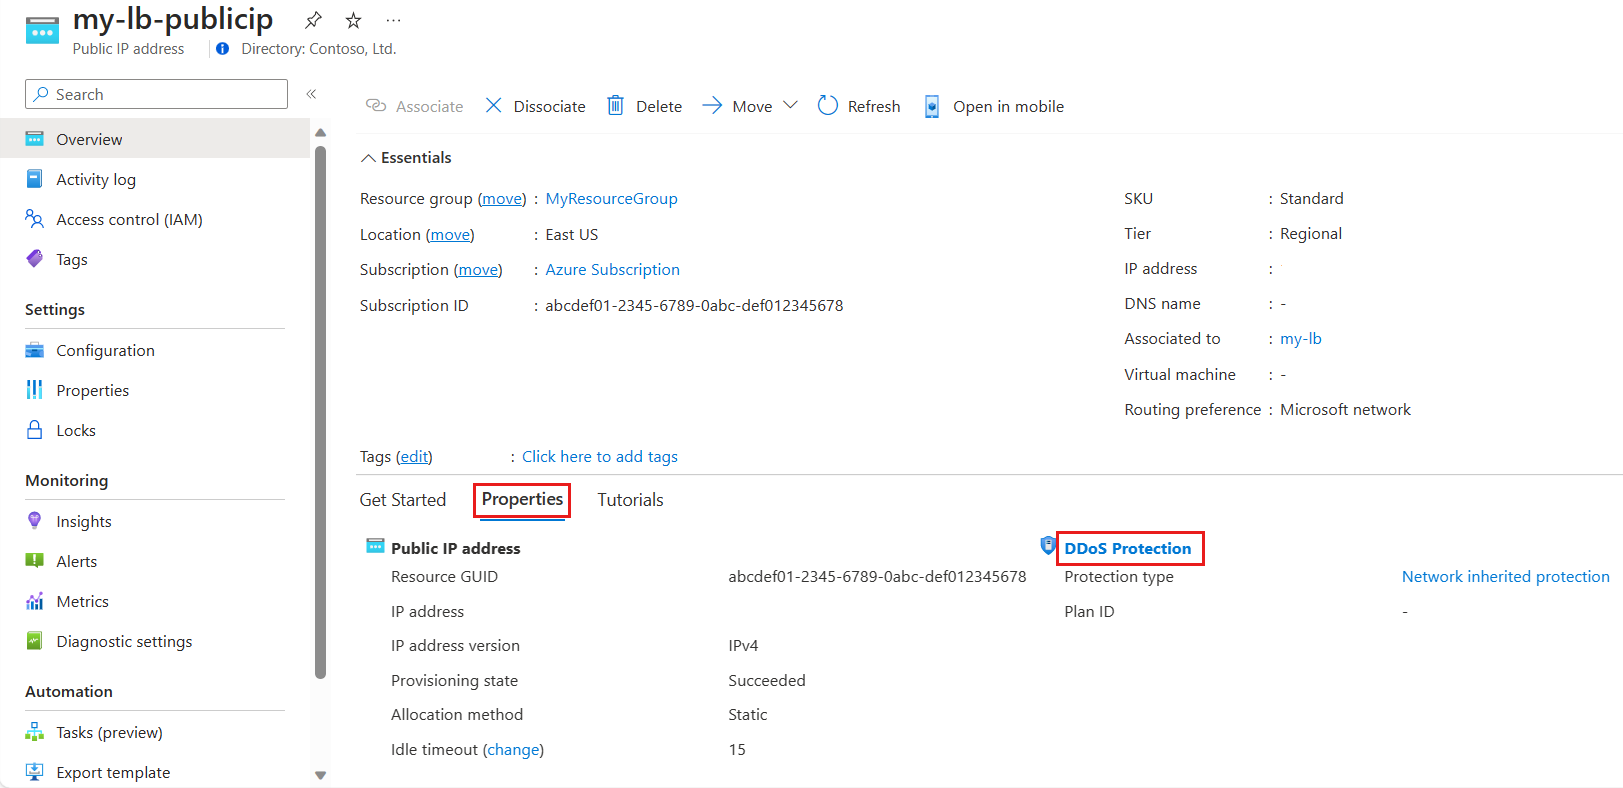 my-lb-publicip
Public IP address
Directory: Contoso, Ltd.
Search
Overview
Activity log
Access control (IAM)
Tags
Settings
Configuration
Properties
Locks
Monitoring
Insights
Alerts
Metrics
Diagnostic settings
Automation
Tasks (preview)
Export template
Associate Dissociate Delete Move Refresh Open in mobile
Essentials
Resource group (move) : MyResourceGroup
Location (move) : East US
Subscription (move) : Azure Subscription
Subscription ID : abcdef01-2345-6789-0abc-def012345678
SKU : Standard
Tier : Regional
IP address :
DNS name : -
Associated to : my-lb
Virtual machine : -
Routing preference : Microsoft network
Tags (edit) : Click here to add tags
Get Started Properties Tutorials
Public IP address
Resource GUID abcdef01-2345-6789-0abc-def012345678
IP address
IP address version IPv4
Provisioning state Succeeded
Allocation method Static
Idle timeout (change) 15
DDoS Protection
Protection type Network inherited protection
Plan ID -